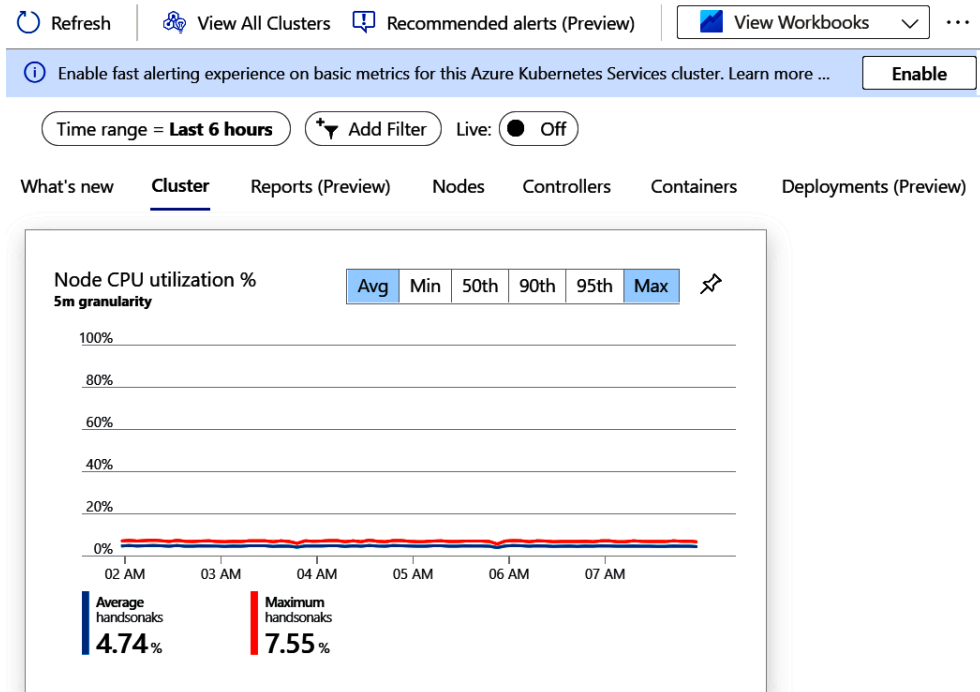 Refresh View All Clusters Recommended alerts (Preview) View Workbooks ...
Enable fast alerting experience on basic metrics for this Azure Kubernetes Services cluster. Learn more ... Enable
Time range = Last 6 hours Add Filter Live: Off
What's new Cluster Reports (Preview) Nodes Controllers Containers Deployments (Preview)
Node CPU utilization % Avg Min 50th 90th 95th Max
5m granularity
100%
80%
60%
40%
20%
0%
02 AM 03 AM 04 AM 05 AM 06 AM 07 AM
Average Maximum
handsonaks handsonaks
4.74 % 7.55 %